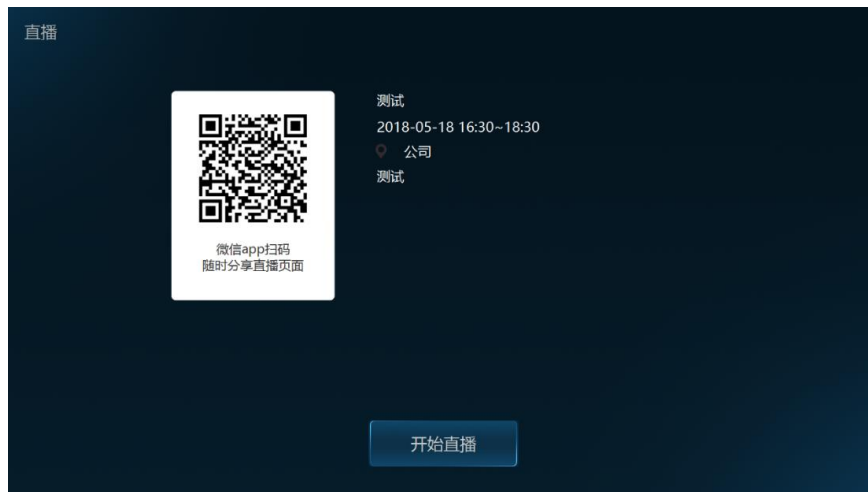 直播
测试
2018-05-18 16:30~18:30
公司
测试
微信app扫码
随时分享直播页面
开始直播